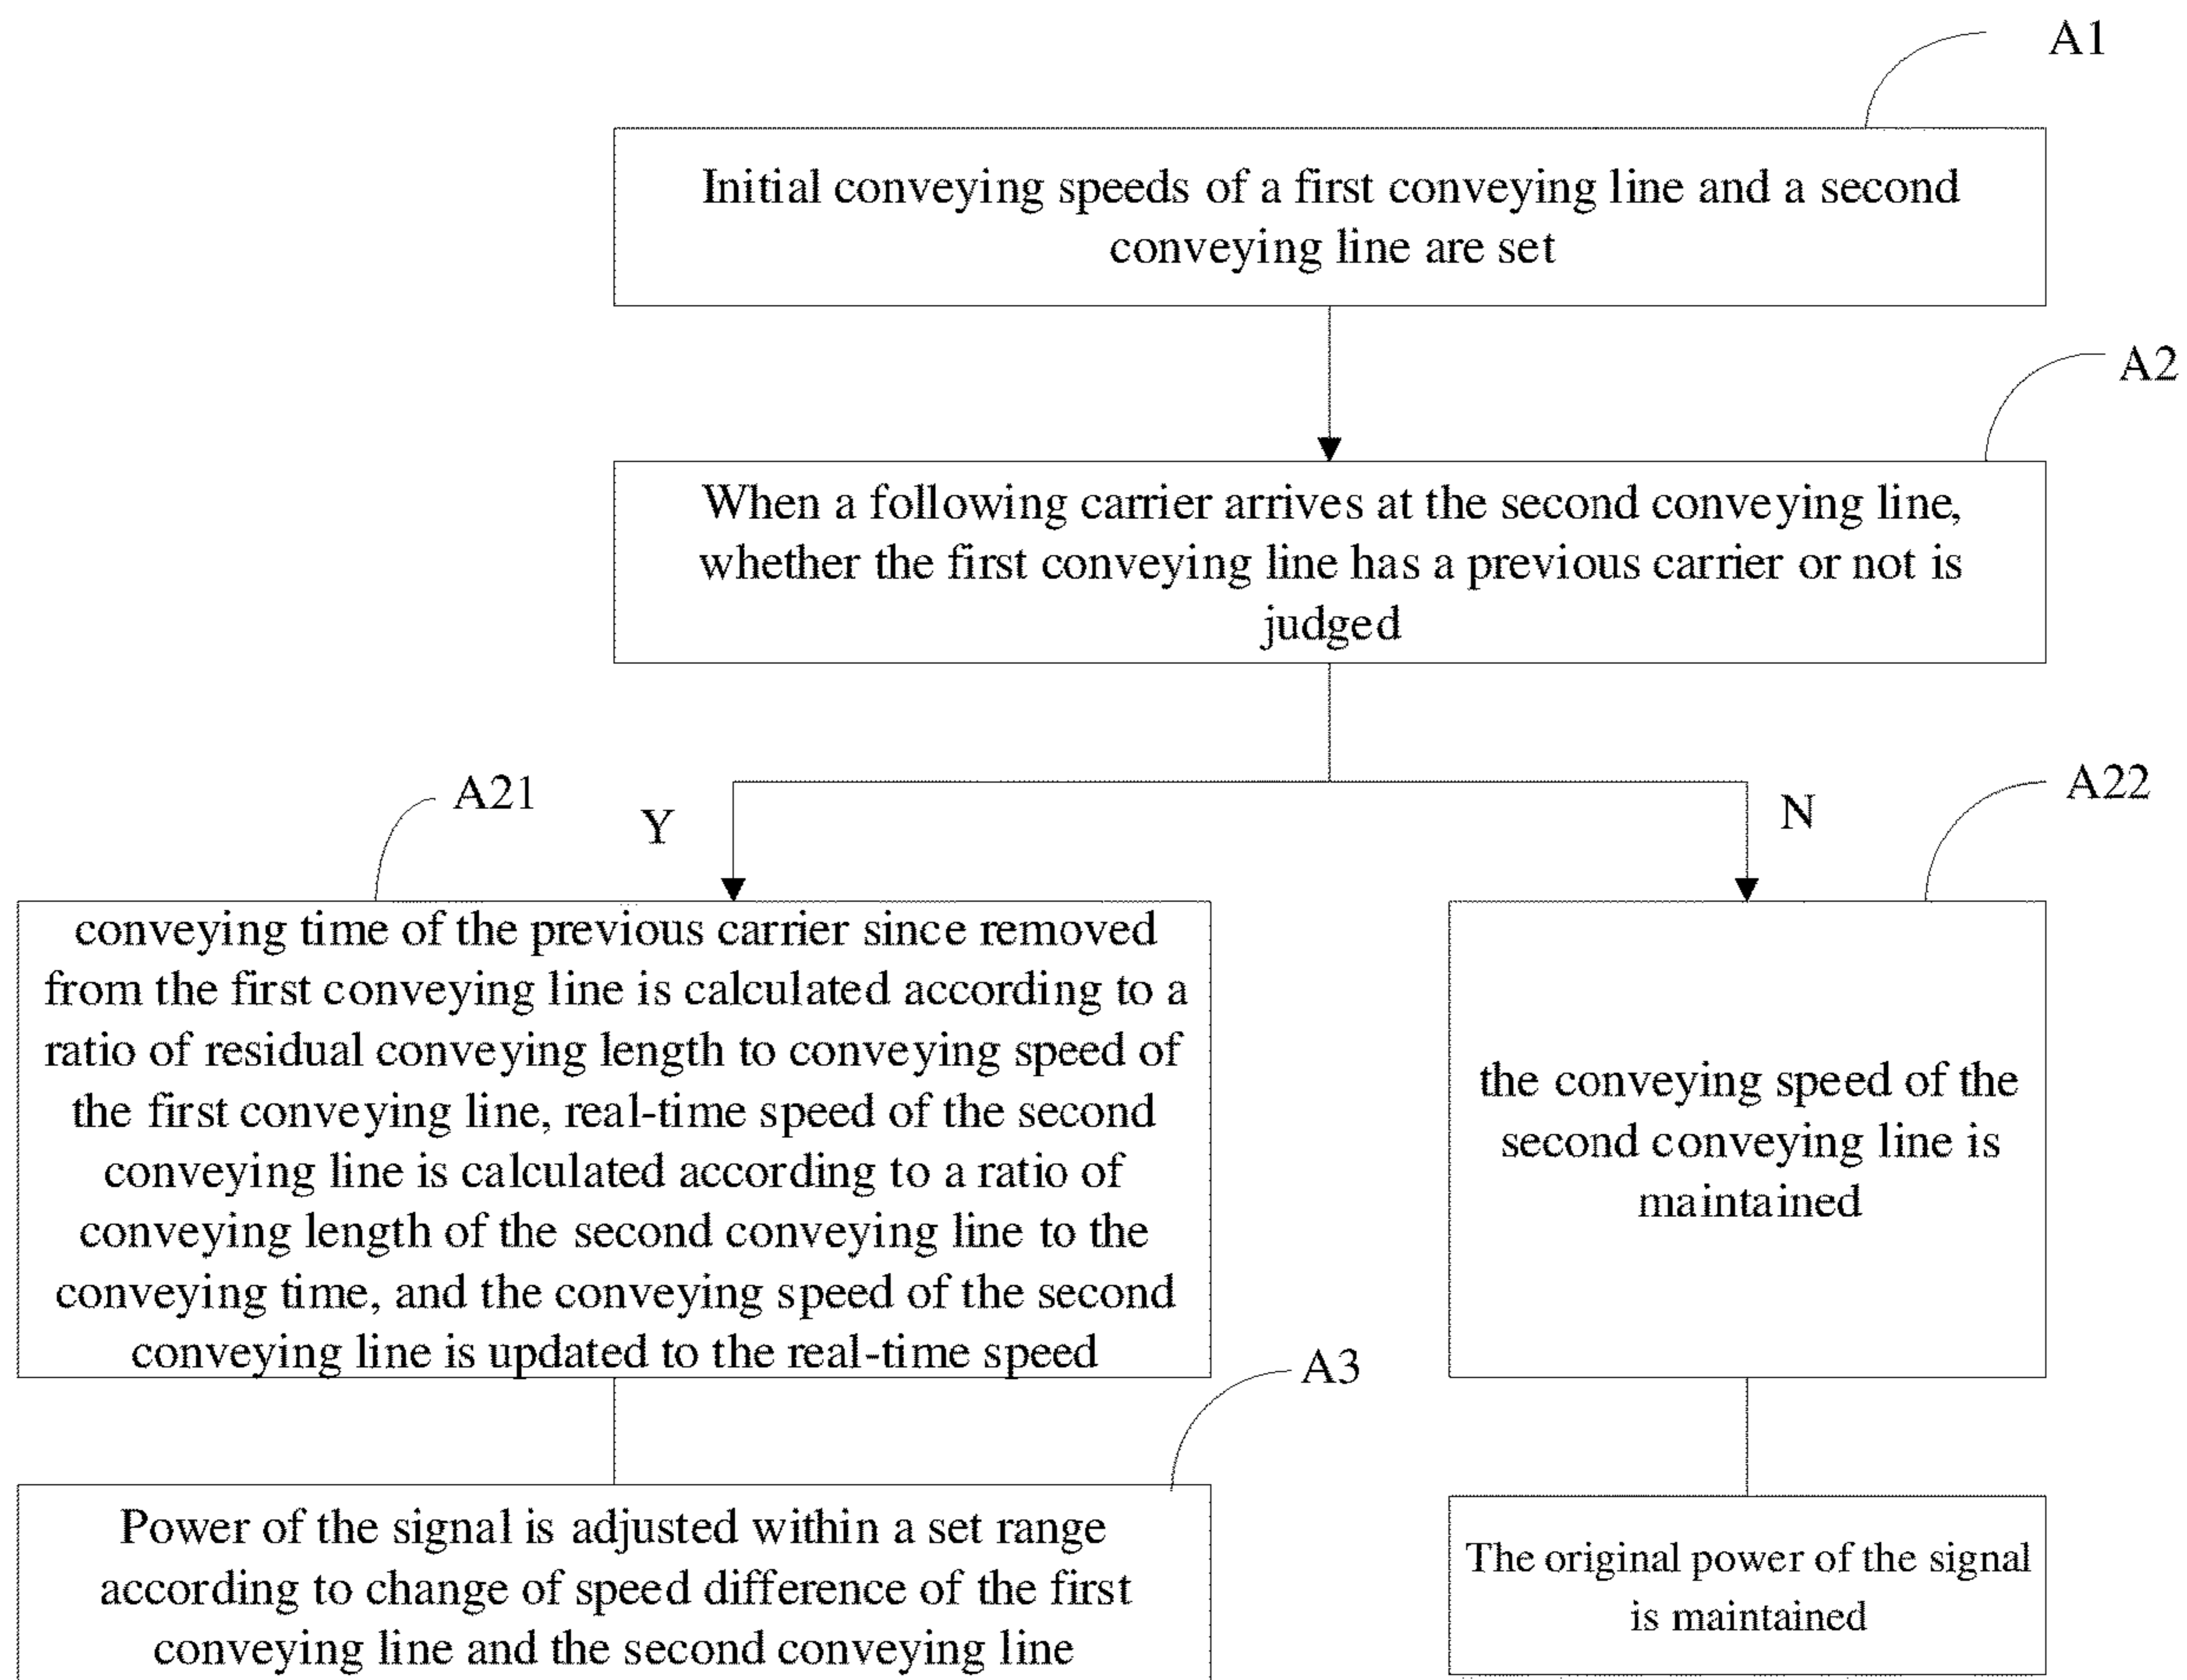 A1
Initial conveying speeds of a first conveying line and a second
conveying line are set
A2
When a following carrier arrives at the second conveying line,
whether the first conveying line has a previous carrier or not is
judged
A21
Y
N
A22
conveying time of the previous carrier since removed
from the first conveying line is calculated according to a
ratio of residual conveying length to conveying speed of
the first conveying line, real-time speed of the second
conveying line is calculated according to a ratio of
conveying length of the second conveying line to the
conveying time, and the conveying speed of the second
conveying line is updated to the real-time speed
the conveying speed of the
second conveying line is
maintained
A3
Power of the signal is adjusted within a set range
according to change of speed difference of the first
conveying line and the second conveying line
The original power of the signal
is maintained